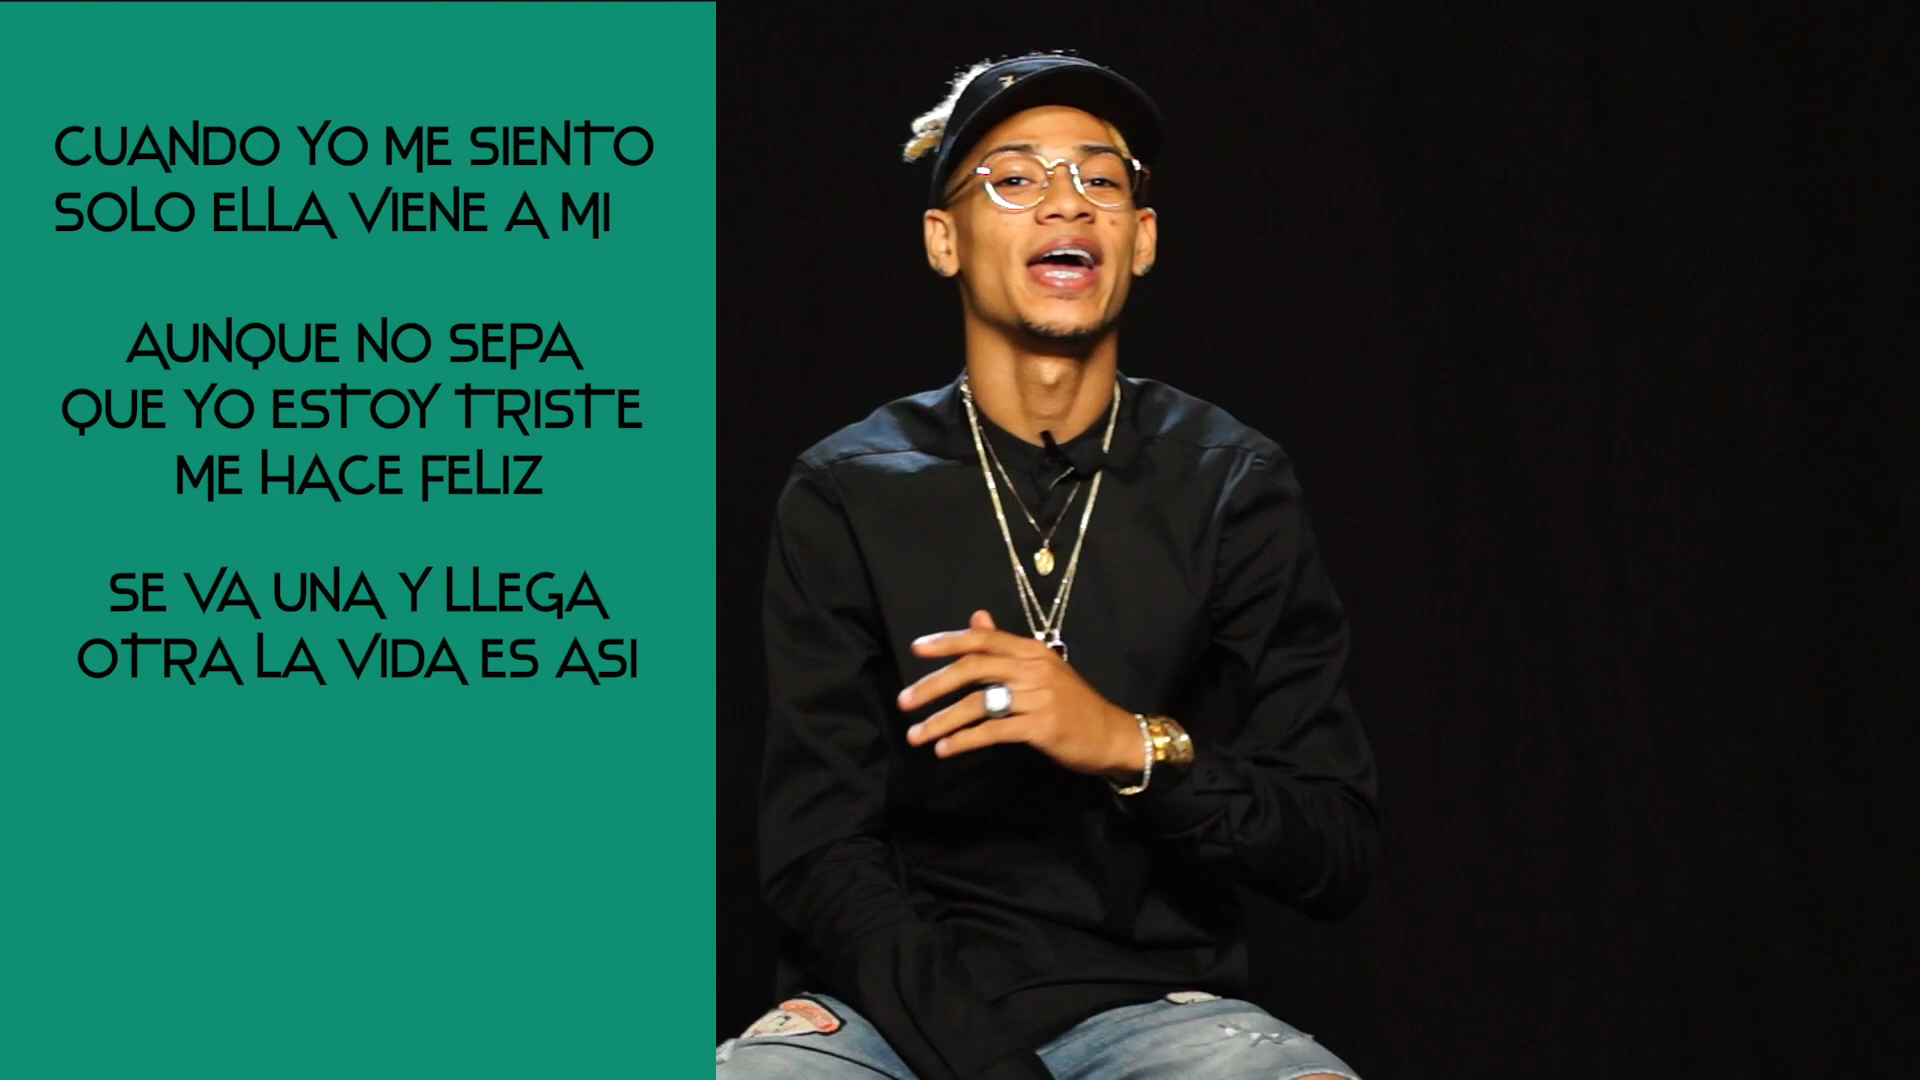 CUANDO YO ME SIENTO
SOLO ELLA VIENE A MI
AUNQUE NO SEPA
QUE YO ESTOY TRISTE
ME HACE FELIZ
SE VA UNA Y LLEGA
OTRA LA VIDA ES ASI